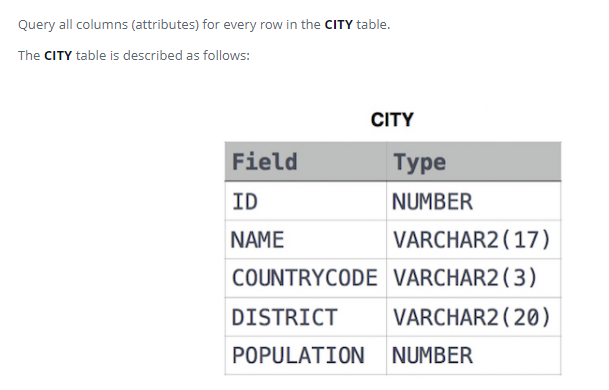 Query all columns (attributes) for every row in the CITY table.
The CITY table is described as follows:
CITY
Field Type
ID NUMBER
NAME VARCHAR2(17)
COUNTRYCODE VARCHAR2(3)
DISTRICT VARCHAR2(20)
POPULATION NUMBER